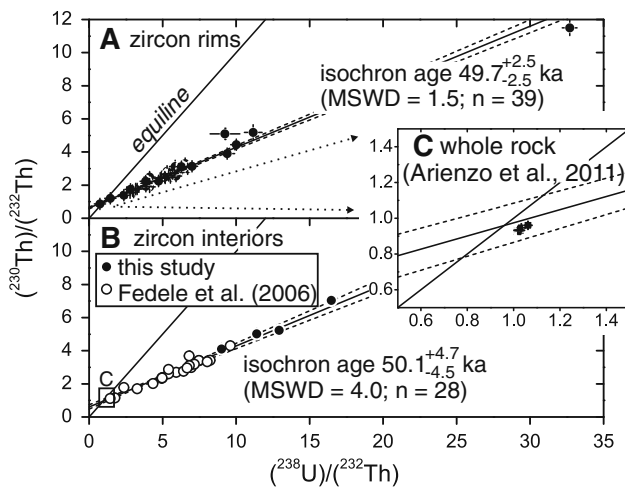 12
10
8
6
4
2
0
A zircon rims
equiline
isochron age 49.7 +2.5 -2.5 ka
(MSWD = 1.5; n = 39)
C whole rock
(Arienzo et al., 2011)
1.4
1.2
1.0
0.8
0.6
0.6 0.8 1.0 1.2 1.4
(²³⁰Th)/(²³²Th)
10
8
6
4
2
0
B zircon interiors
this study
Fedele et al. (2006)
C
isochron age 50.1 +4.7 -4.5 ka
(MSWD = 4.0; n = 28)
0 5 10 15 20 25 30 35
(²³⁸U)/(²³²Th)